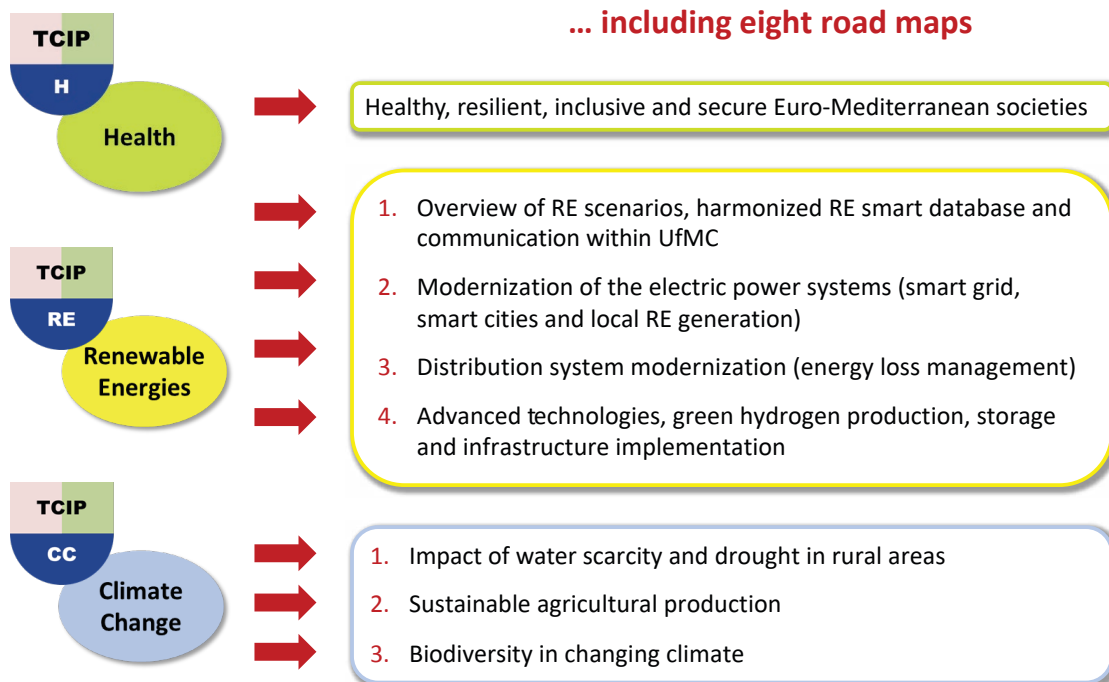 ... including eight road maps
TCIP
H
Health
Healthy, resilient, inclusive and secure Euro-Mediterranean societies
TCIP
RE
Renewable
Energies
1. Overview of RE scenarios, harmonized RE smart database and
communication within UfMC
2. Modernization of the electric power systems (smart grid,
smart cities and local RE generation)
3. Distribution system modernization (energy loss management)
4. Advanced technologies, green hydrogen production, storage
and infrastructure implementation
TCIP
CC
Climate
Change
1. Impact of water scarcity and drought in rural areas
2. Sustainable agricultural production
3. Biodiversity in changing climate